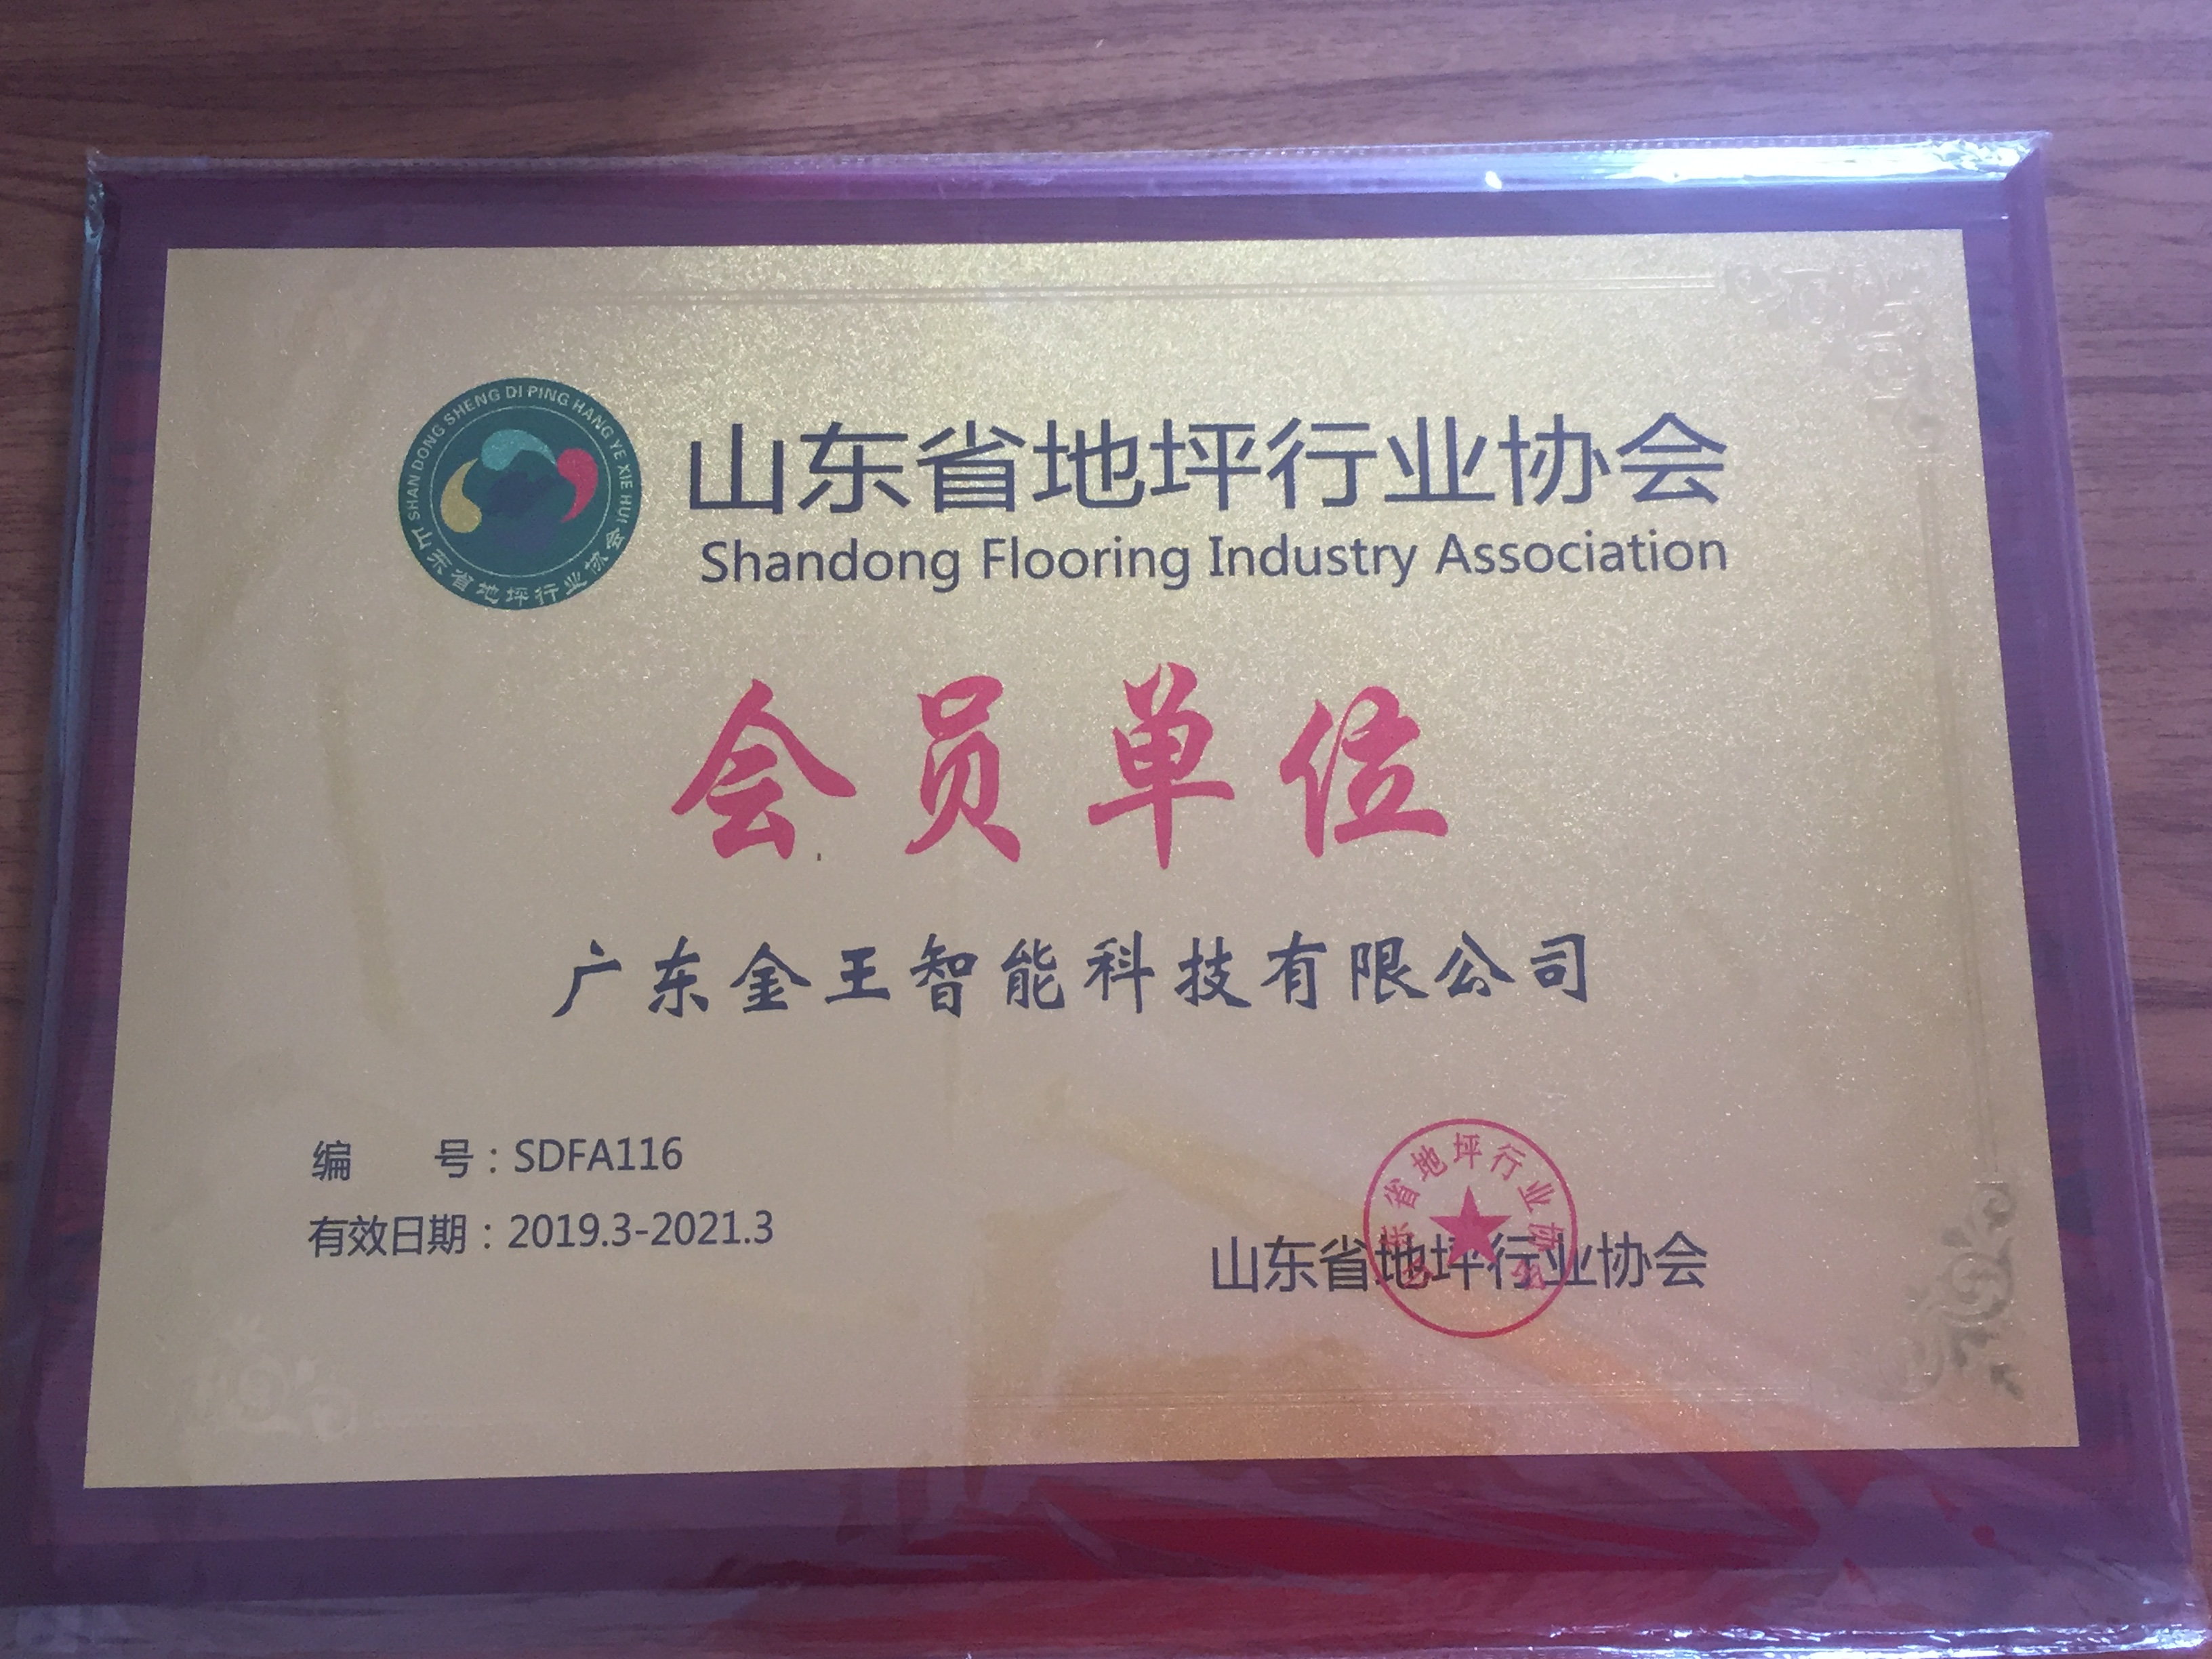 SHAN DONG SHENG DI PING HANG YE XIE HUI
山东省地坪行业协会
山东省地坪行业协会
Shandong Flooring Industry Association
会员单位
广东金王智能科技有限公司
编 号：SDFA116
有效日期：2019.3-2021.3
山东省地坪行业协会
山东省地坪行业协会